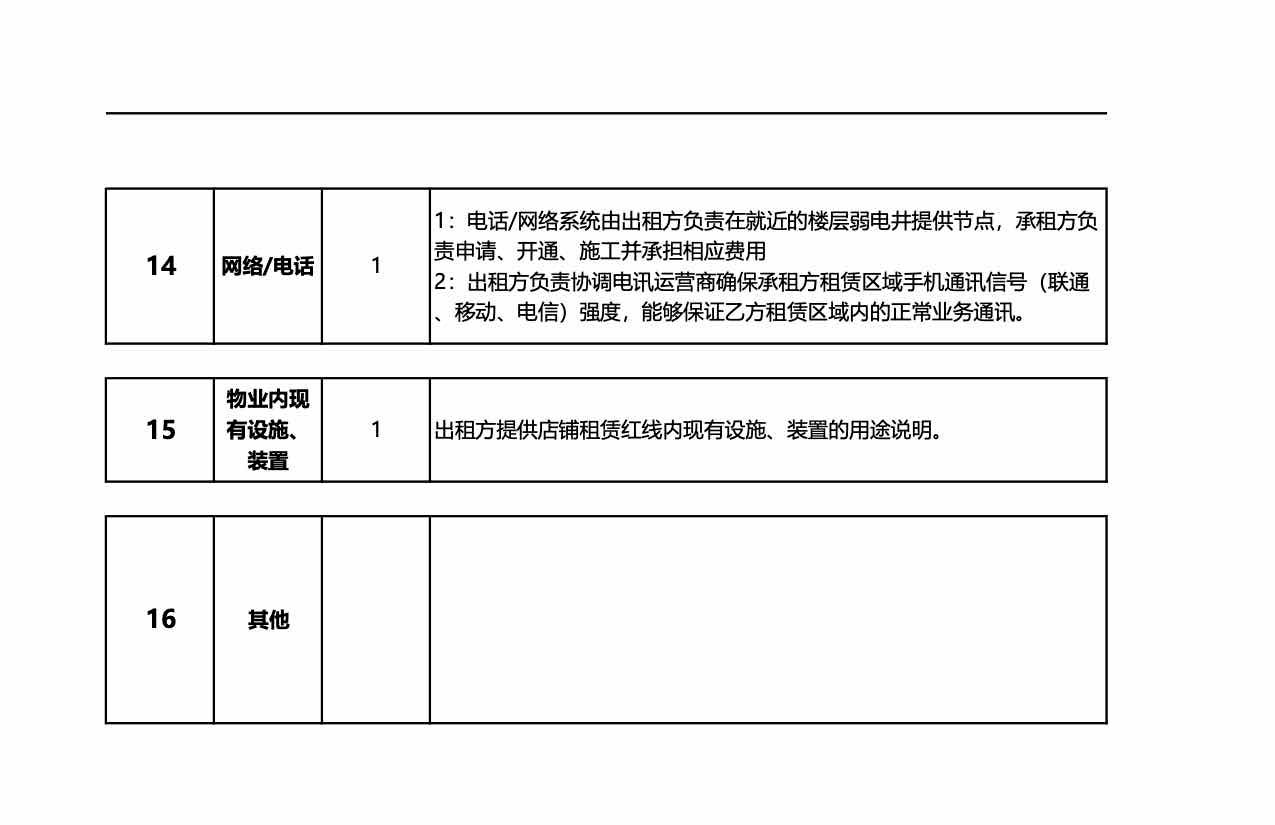 14
网络/电话
1
1：电话/网络系统由出租方负责在就近的楼层弱电井提供节点，承租方负
责申请、开通、施工并承担相应费用
2：出租方负责协调电讯运营商确保承租方租赁区域手机通讯信号（联通
、移动、电信）强度，能够保证乙方租赁区域内的正常业务通讯。
15
物业内现
有设施、
装置
1
出租方提供店铺租赁红线内现有设施、装置的用途说明。
16
其他